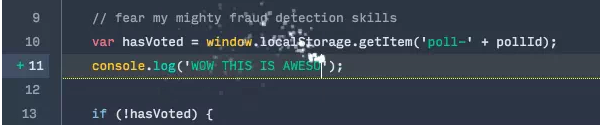 9 // fear my mighty fraud detection skills
10 var hasVoted = window.localStorage.getItem('poll-' + pollId);
+ 11 console.log('WOW THIS IS AWESO');
12
13 if (!hasVoted) {